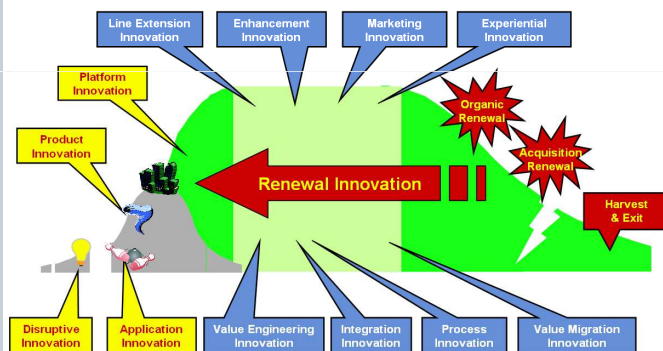 Line Extension
Innovation
Enhancement
Innovation
Marketing
Innovation
Experiential
Innovation
Platform
Innovation
Organic
Renewal
Product
Innovation
Acquisition
Renewal
Renewal Innovation
Harvest
& Exit
Disruptive
Innovation
Application
Innovation
Value Engineering
Innovation
Integration
Innovation
Process
Innovation
Value Migration
Innovation